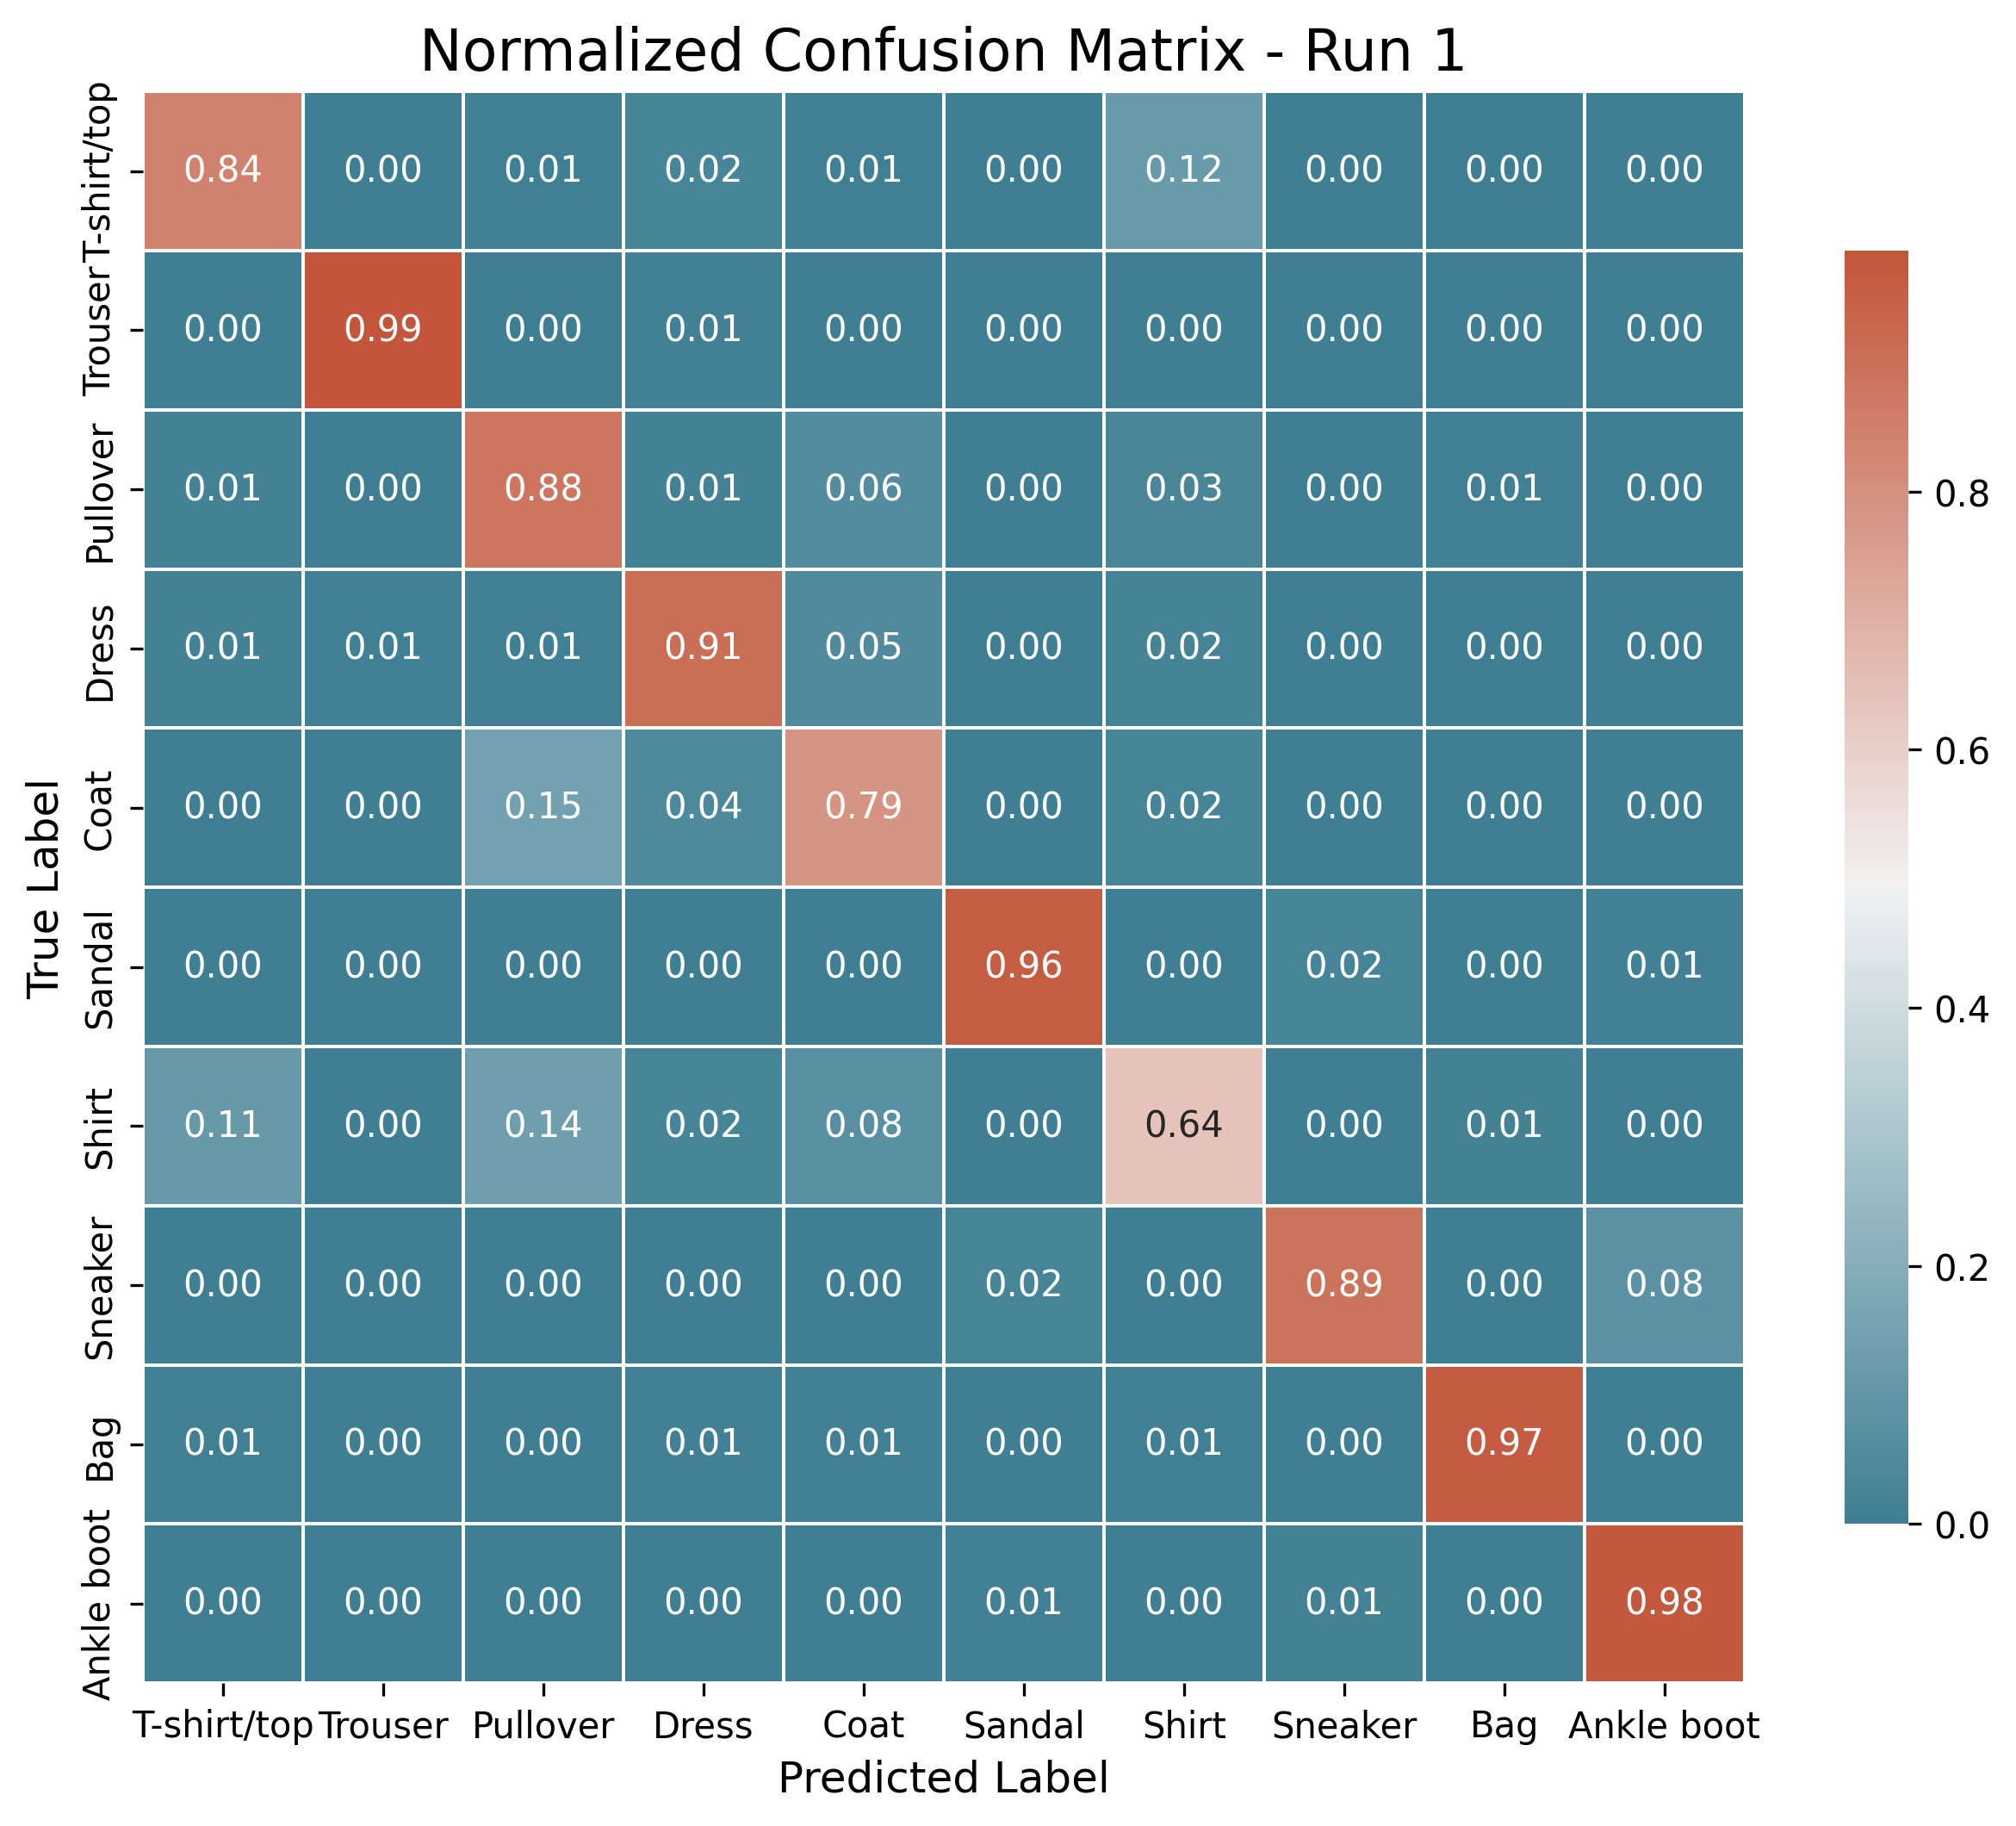 Normalized Confusion Matrix - Run 1
True Label
T-shirt/top 0.84 0.00 0.01 0.02 0.01 0.00 0.12 0.00 0.00 0.00
Trouser 0.00 0.99 0.00 0.01 0.00 0.00 0.00 0.00 0.00 0.00
Pullover 0.01 0.00 0.88 0.01 0.06 0.00 0.03 0.00 0.01 0.00
Dress 0.01 0.01 0.01 0.91 0.05 0.00 0.02 0.00 0.00 0.00
Coat 0.00 0.00 0.15 0.04 0.79 0.00 0.02 0.00 0.00 0.00
Sandal 0.00 0.00 0.00 0.00 0.00 0.96 0.00 0.02 0.00 0.01
Shirt 0.11 0.00 0.14 0.02 0.08 0.00 0.64 0.00 0.01 0.00
Sneaker 0.00 0.00 0.00 0.00 0.00 0.02 0.00 0.89 0.00 0.08
Bag 0.01 0.00 0.00 0.01 0.01 0.00 0.01 0.00 0.97 0.00
Ankle boot 0.00 0.00 0.00 0.00 0.00 0.01 0.00 0.01 0.00 0.98
T-shirt/top Trouser Pullover Dress Coat Sandal Shirt Sneaker Bag Ankle boot
Predicted Label
0.8
0.6
0.4
0.2
0.0